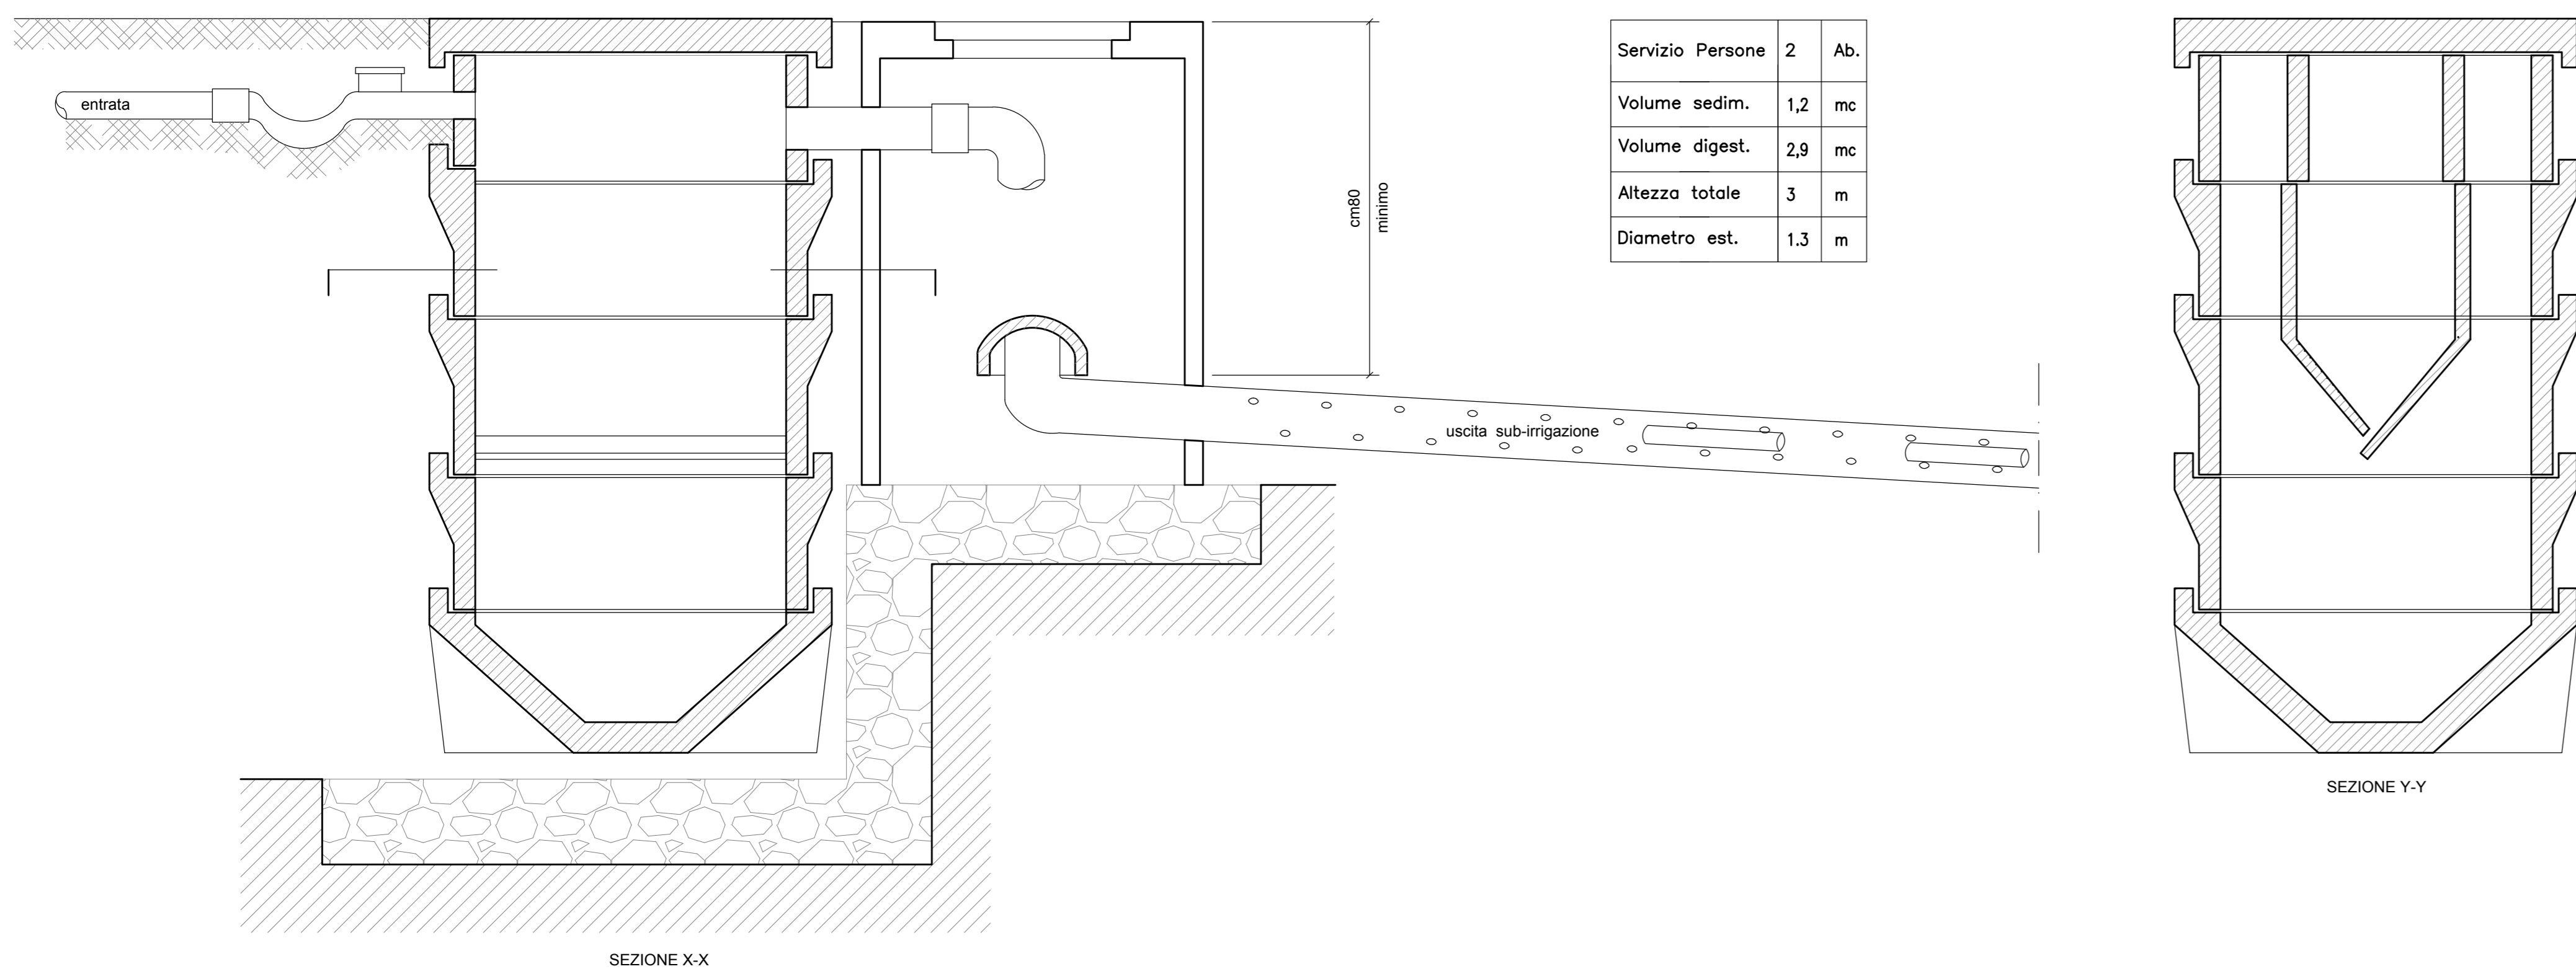 entrata
cm80
minimo
Servizio Persone 2 Ab.
Volume sedim. 1,2 mc
Volume digest. 2,9 mc
Altezza totale 3 m
Diametro est. 1.3 m
uscita sub-irrigazione
SEZIONE Y-Y
SEZIONE X-X